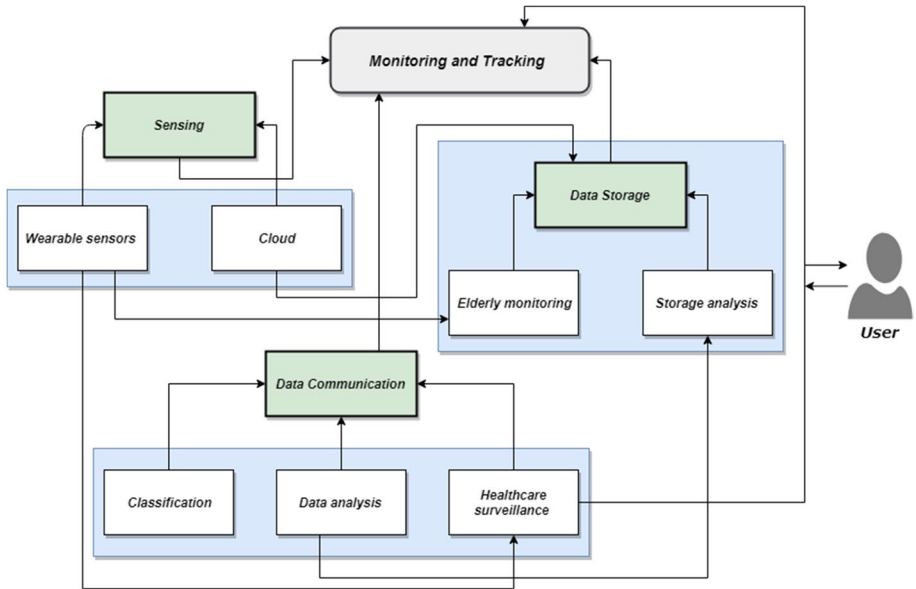 Monitoring and Tracking
Sensing
Data Storage
Wearable sensors
Cloud
Elderly monitoring
Storage analysis
User
Data Communication
Classification
Data analysis
Healthcare
surveillance